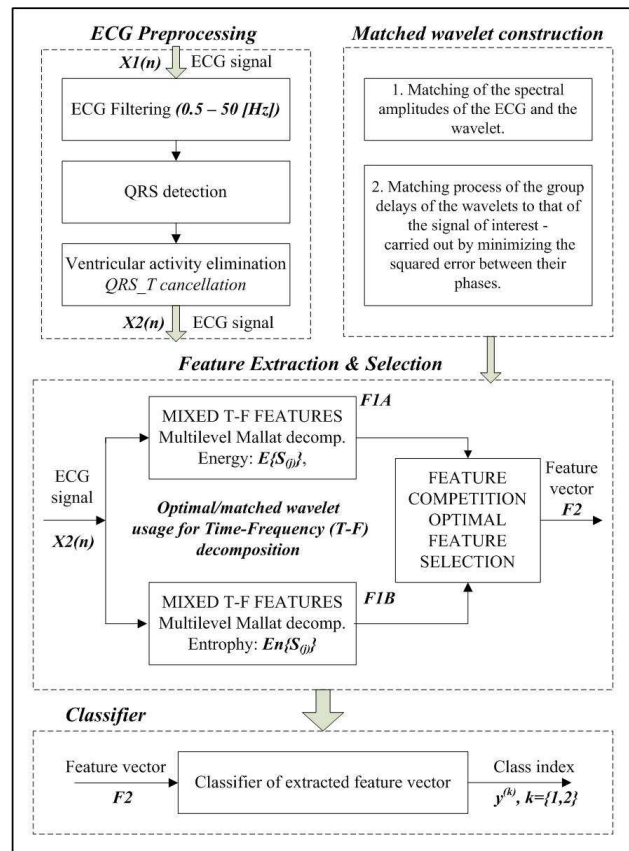 ECG Preprocessing
X1(n) ECG signal
ECG Filtering (0.5 – 50 [Hz])
QRS detection
Ventricular activity elimination
QRS_T cancellation
X2(n) ECG signal
Matched wavelet construction
1. Matching of the spectral
amplitudes of the ECG and the
wavelet.
2. Matching process of the group
delays of the wavelets to that of
the signal of interest -
carried out by minimizing the
squared error between their
phases.
Feature Extraction & Selection
ECG
signal
X2(n)
F1A
MIXED T-F FEATURES
Multilevel Mallat decomp.
Energy: E{S(j)},
Optimal/matched wavelet
usage for Time-Frequency (T-F)
decomposition
F1B
MIXED T-F FEATURES
Multilevel Mallat decomp.
Entrophy: En{S(j)}
FEATURE
COMPETITION
OPTIMAL
FEATURE
SELECTION
Feature
vector
F2
Classifier
Feature vector
F2
Classifier of extracted feature vector
Class index
y(k), k={1,2}